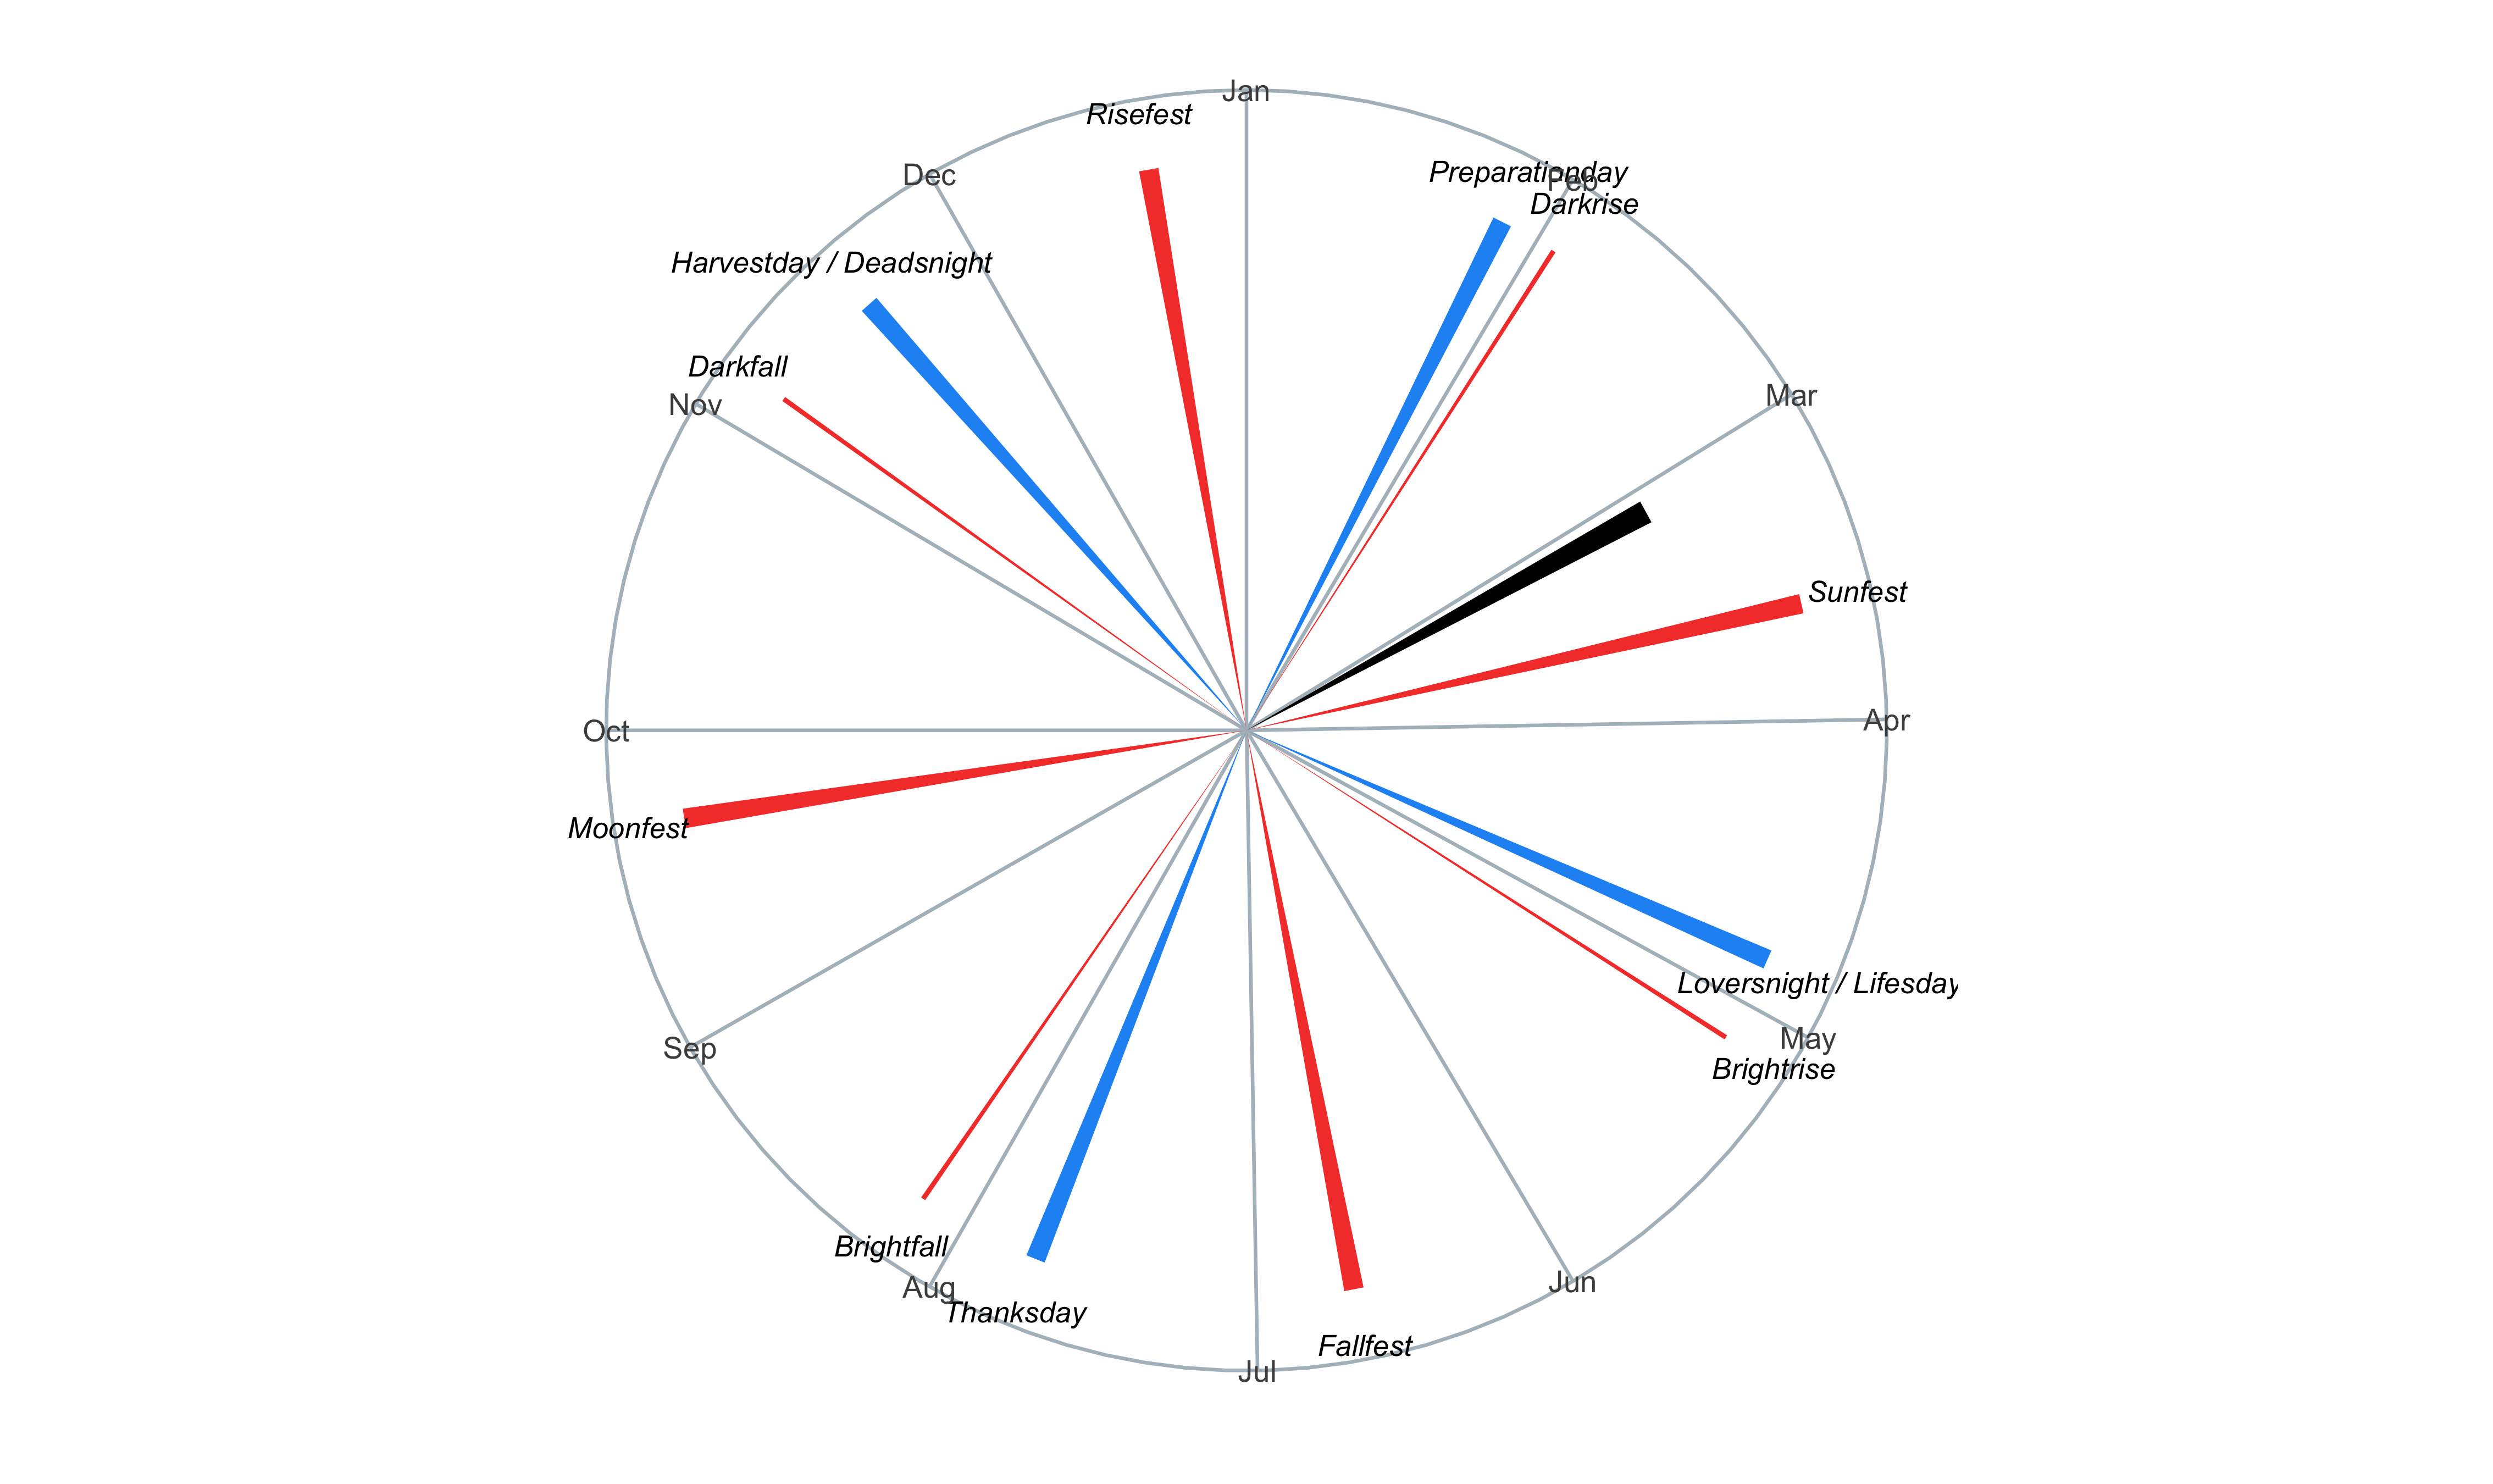 Jan
Risefest
Preparationday
Feb
Dec
Darkrise
Harvestday / Deadsnight
Darkfall
Mar
Nov
Sunfest
Apr
Oct
Moonfest
Loversnight / Lifesday
May
Sep
Brightrise
Brightfall
Jun
Aug
Thanksday
Fallfest
Jul